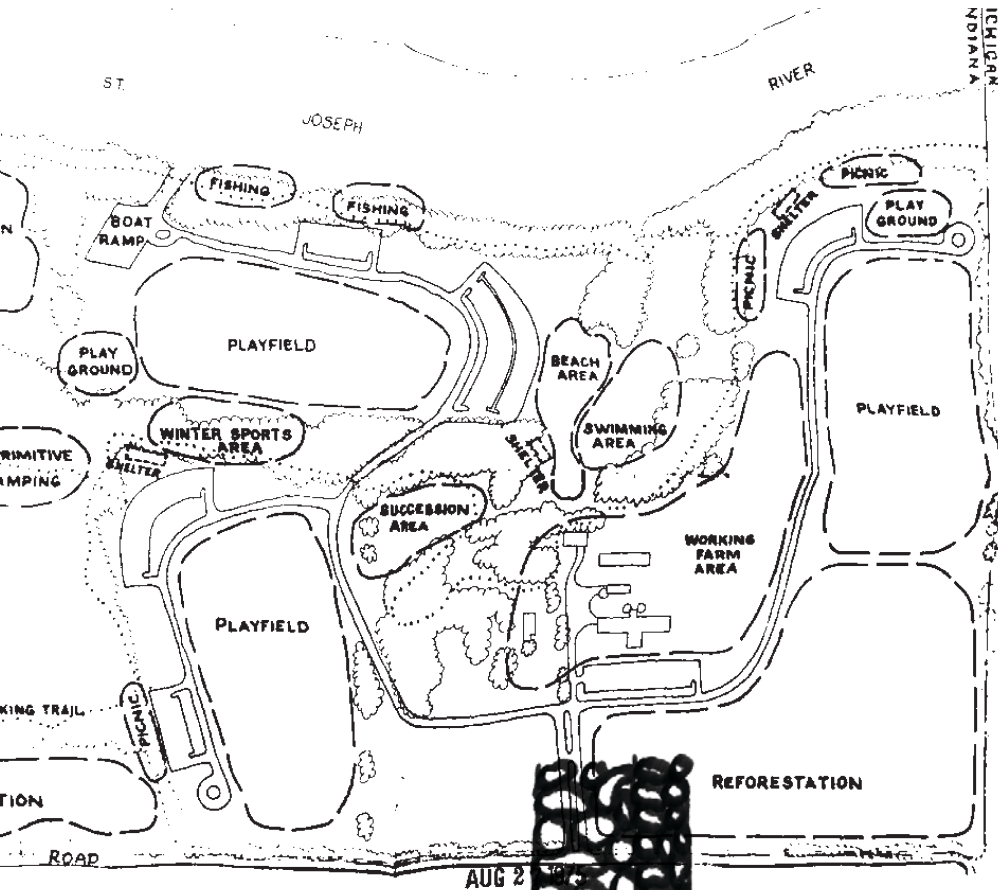 ST.
JOSEPH
RIVER
FISHING
FISHING
BOAT
RAMP
PICNIC
SHELTER
PLAY
GROUND
PICNIC
PLAYFIELD
PLAY
GROUND
BEACH
AREA
SWIMMING
AREA
PLAYFIELD
WINTER SPORTS
AREA
SHELTER
SHELTER
RIMITIVE
AMPING
SUCCESSION
AREA
WORKING
FARM
AREA
PLAYFIELD
KING TRAIL
PICNIC
REFORESTATION
TION
ROAD
AUG 2
ICHIGAN
NDIANA
N